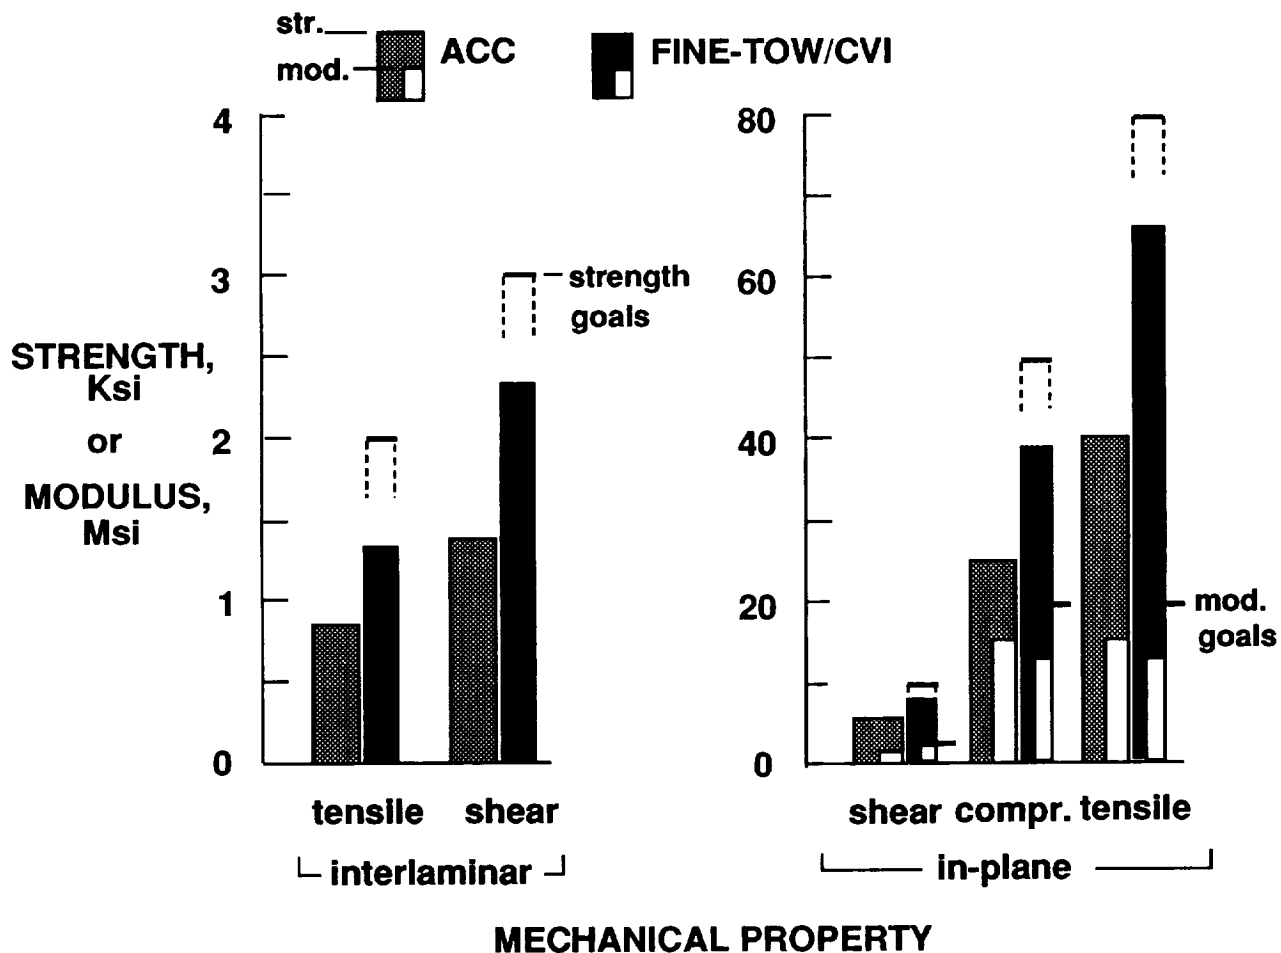 str.
mod.
ACC
FINE-TOW/CVI
4
3
2
1
0
STRENGTH,
Ksi
or
MODULUS,
Msi
strength
goals
80
60
40
20
0
mod.
goals
tensile shear
interlaminar
shear compr. tensile
in-plane
MECHANICAL PROPERTY